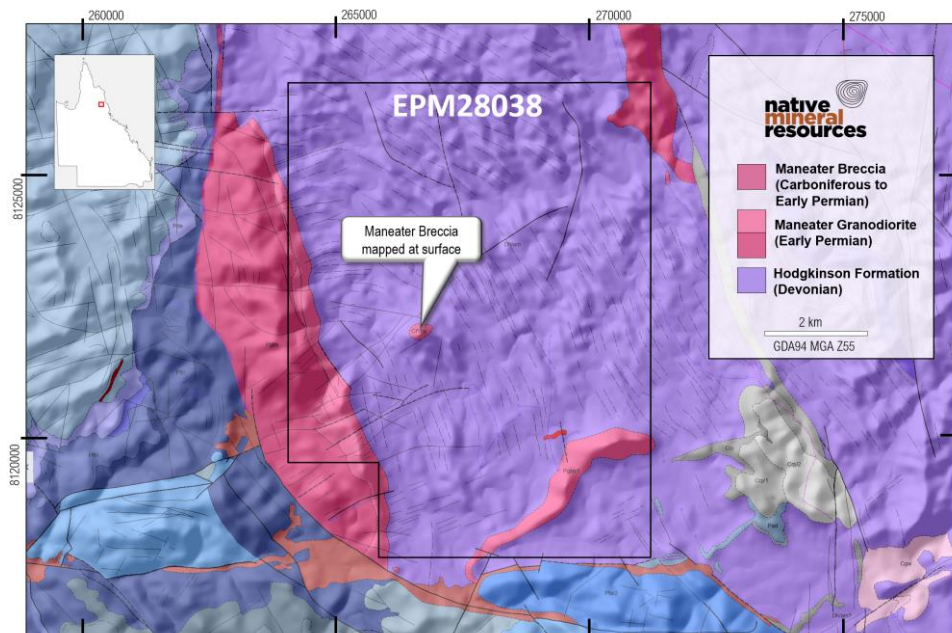 260000
265000
270000
275000
8125000
8120000
EPM28038
Maneater Breccia
mapped at surface
native
mineral
resources
Maneater Breccia
(Carboniferous to
Early Permian)
Maneater Granodiorite
(Early Permian)
Hodgkinson Formation
(Devonian)
2 km
GDA94 MGA Z55